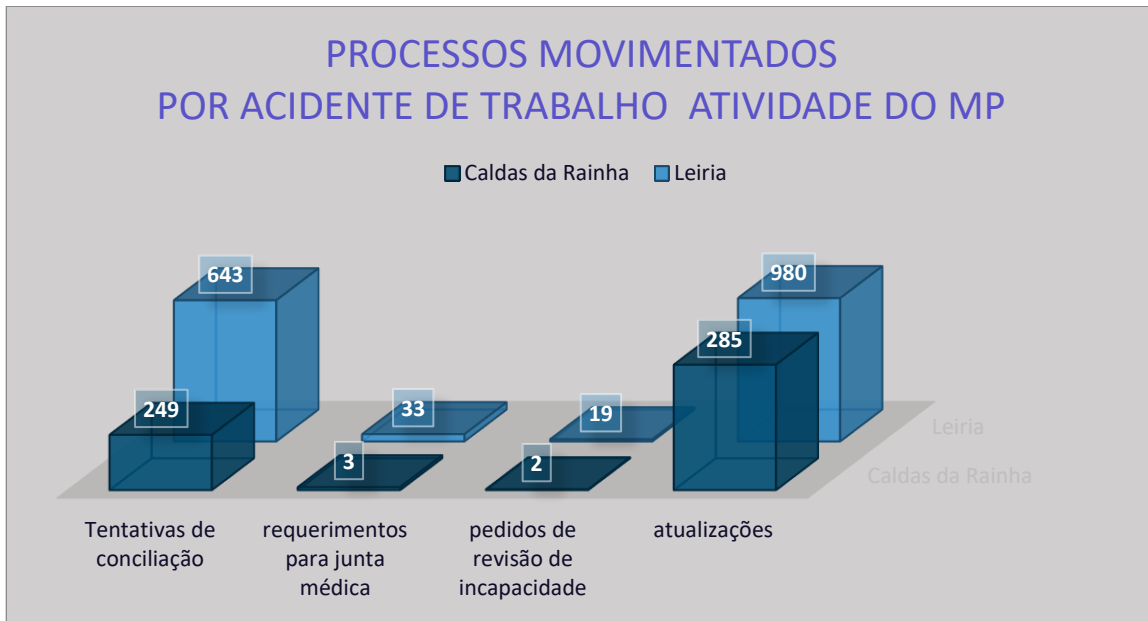 PROCESSOS MOVIMENTADOS
POR ACIDENTE DE TRABALHO ATIVIDADE DO MP
Caldas da Rainha Leiria
643
980
285
249
33
19
3
2
Leiria
Caldas da Rainha
Tentativas de
conciliação
requerimentos
para junta
médica
pedidos de
revisão de
incapacidade
atualizações